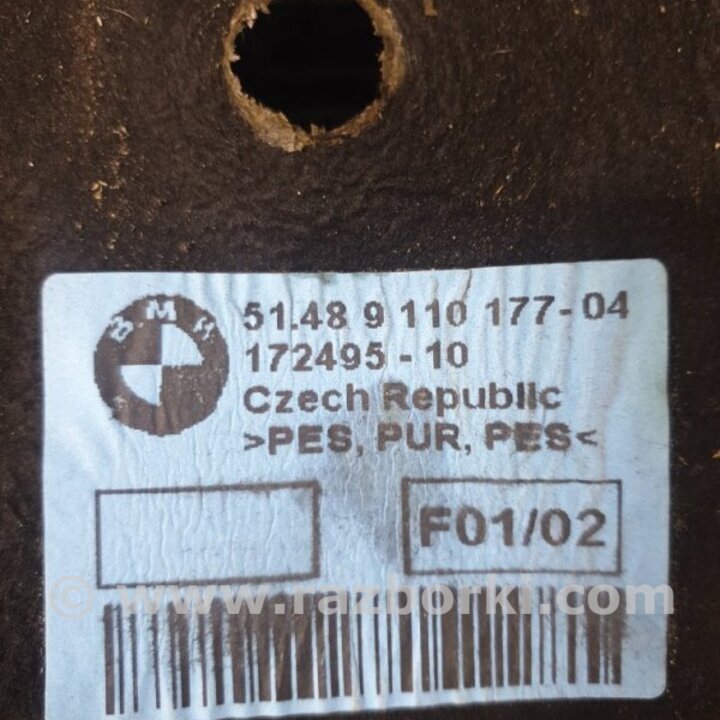 BMW
51.48 9 110 177-04
172495-10
Czech Republic
>PES, PUR, PES<
F01/02
© www.razborki.com